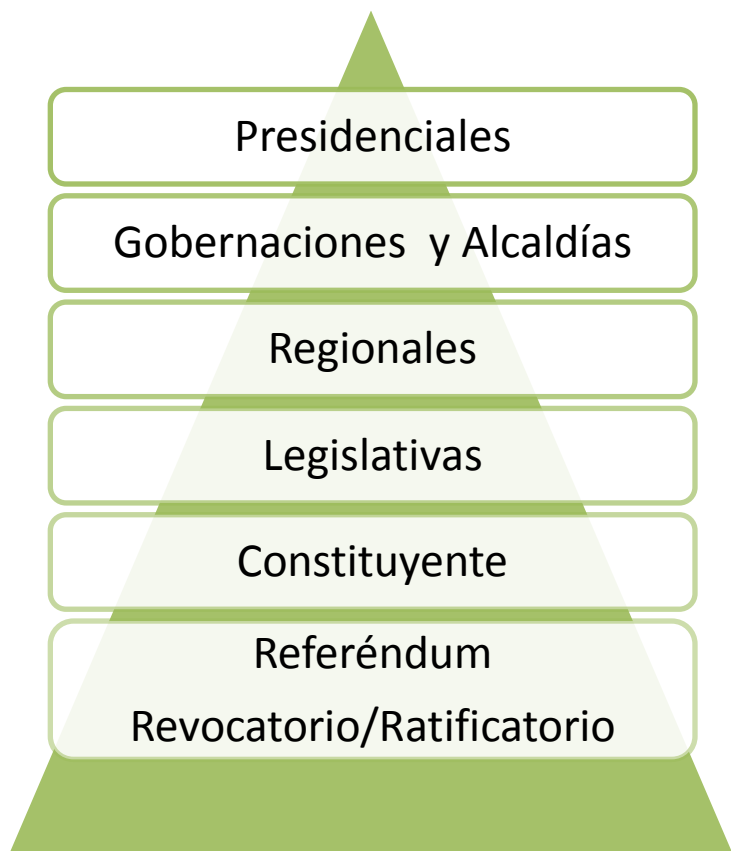 Presidenciales
Gobernaciones y Alcaldías
Regionales
Legislativas
Constituyente
Referéndum
Revocatorio/Ratificatorio